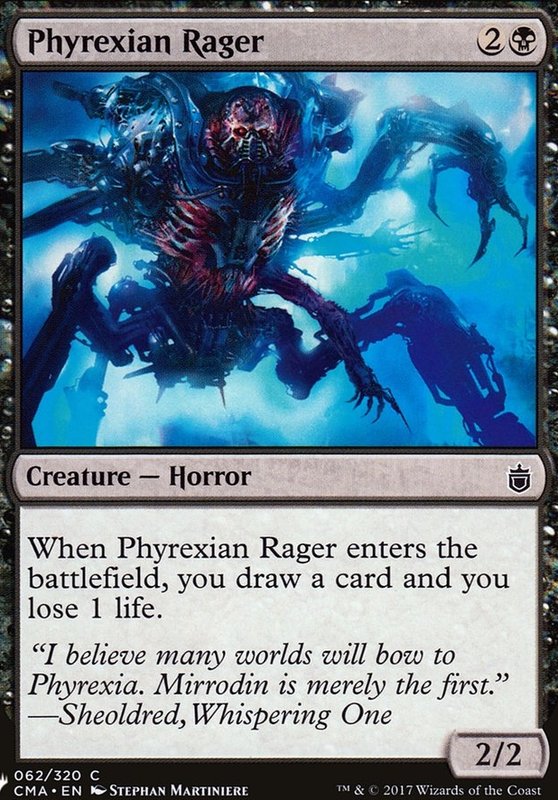 Phyrexian Rager 2
Creature — Horror
When Phyrexian Rager enters the
battlefield, you draw a card and you
lose 1 life.
“I believe many worlds will bow to
Phyrexia. Mirrodin is merely the first.”
—Sheoldred, Whispering One
2/2
062/320 C
CMA • EN Stephan Martiniere
™ & © 2017 Wizards of the Coast